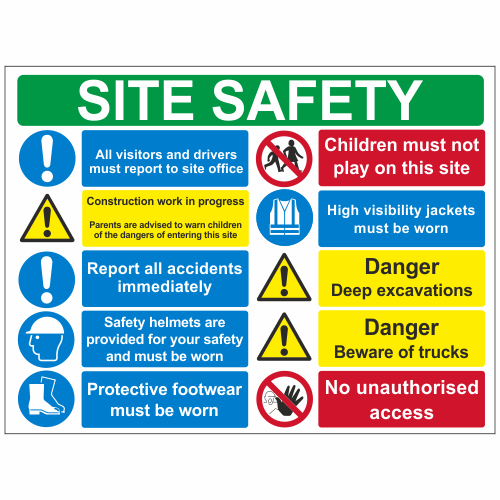 SITE SAFETY
All visitors and drivers
must report to site office
Children must not
play on this site
Construction work in progress
Parents are advised to warn children
of the dangers of entering this site
High visibility jackets
must be worn
Report all accidents
immediately
Danger
Deep excavations
Safety helmets are
provided for your safety
and must be worn
Danger
Beware of trucks
Protective footwear
must be worn
No unauthorised
access